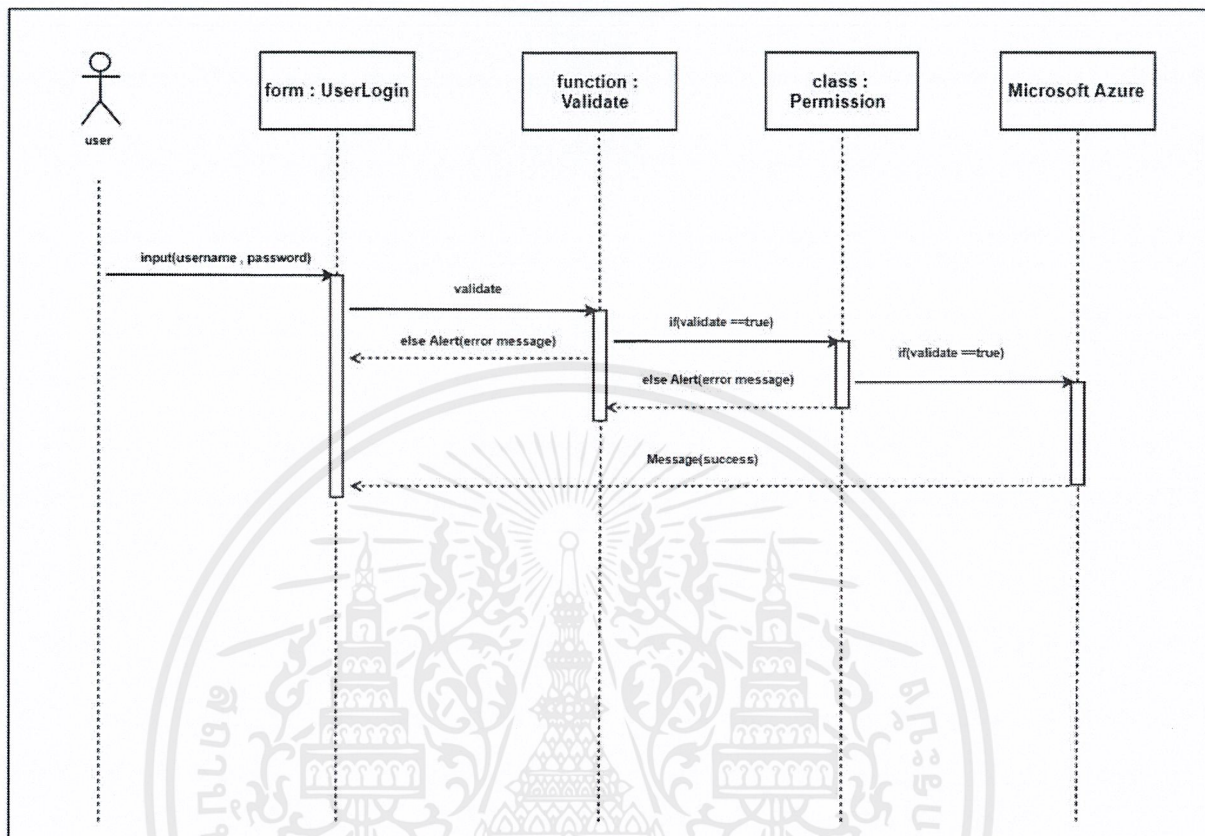 user
form : UserLogin
function :
Validate
class :
Permission
Microsoft Azure
input(username , password)
validate
else Alert(error message)
if(validate ==true)
else Alert(error message)
if(validate ==true)
Message(success)